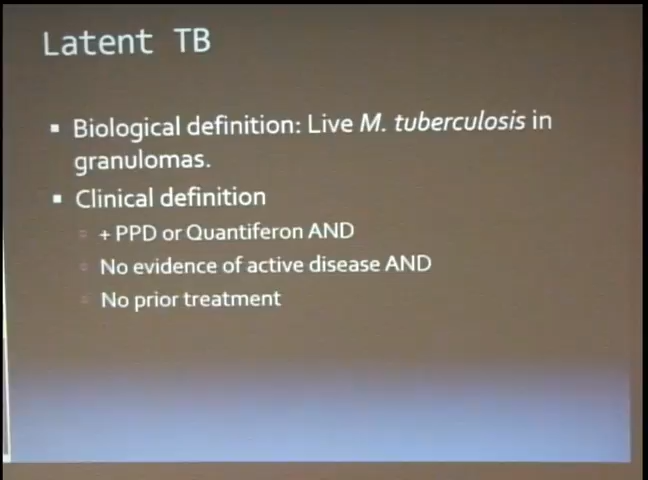 Latent TB
▪ Biological definition: Live M. tuberculosis in
granulomas.
▪ Clinical definition
▫ + PPD or Quantiferon AND
▫ No evidence of active disease AND
▫ No prior treatment